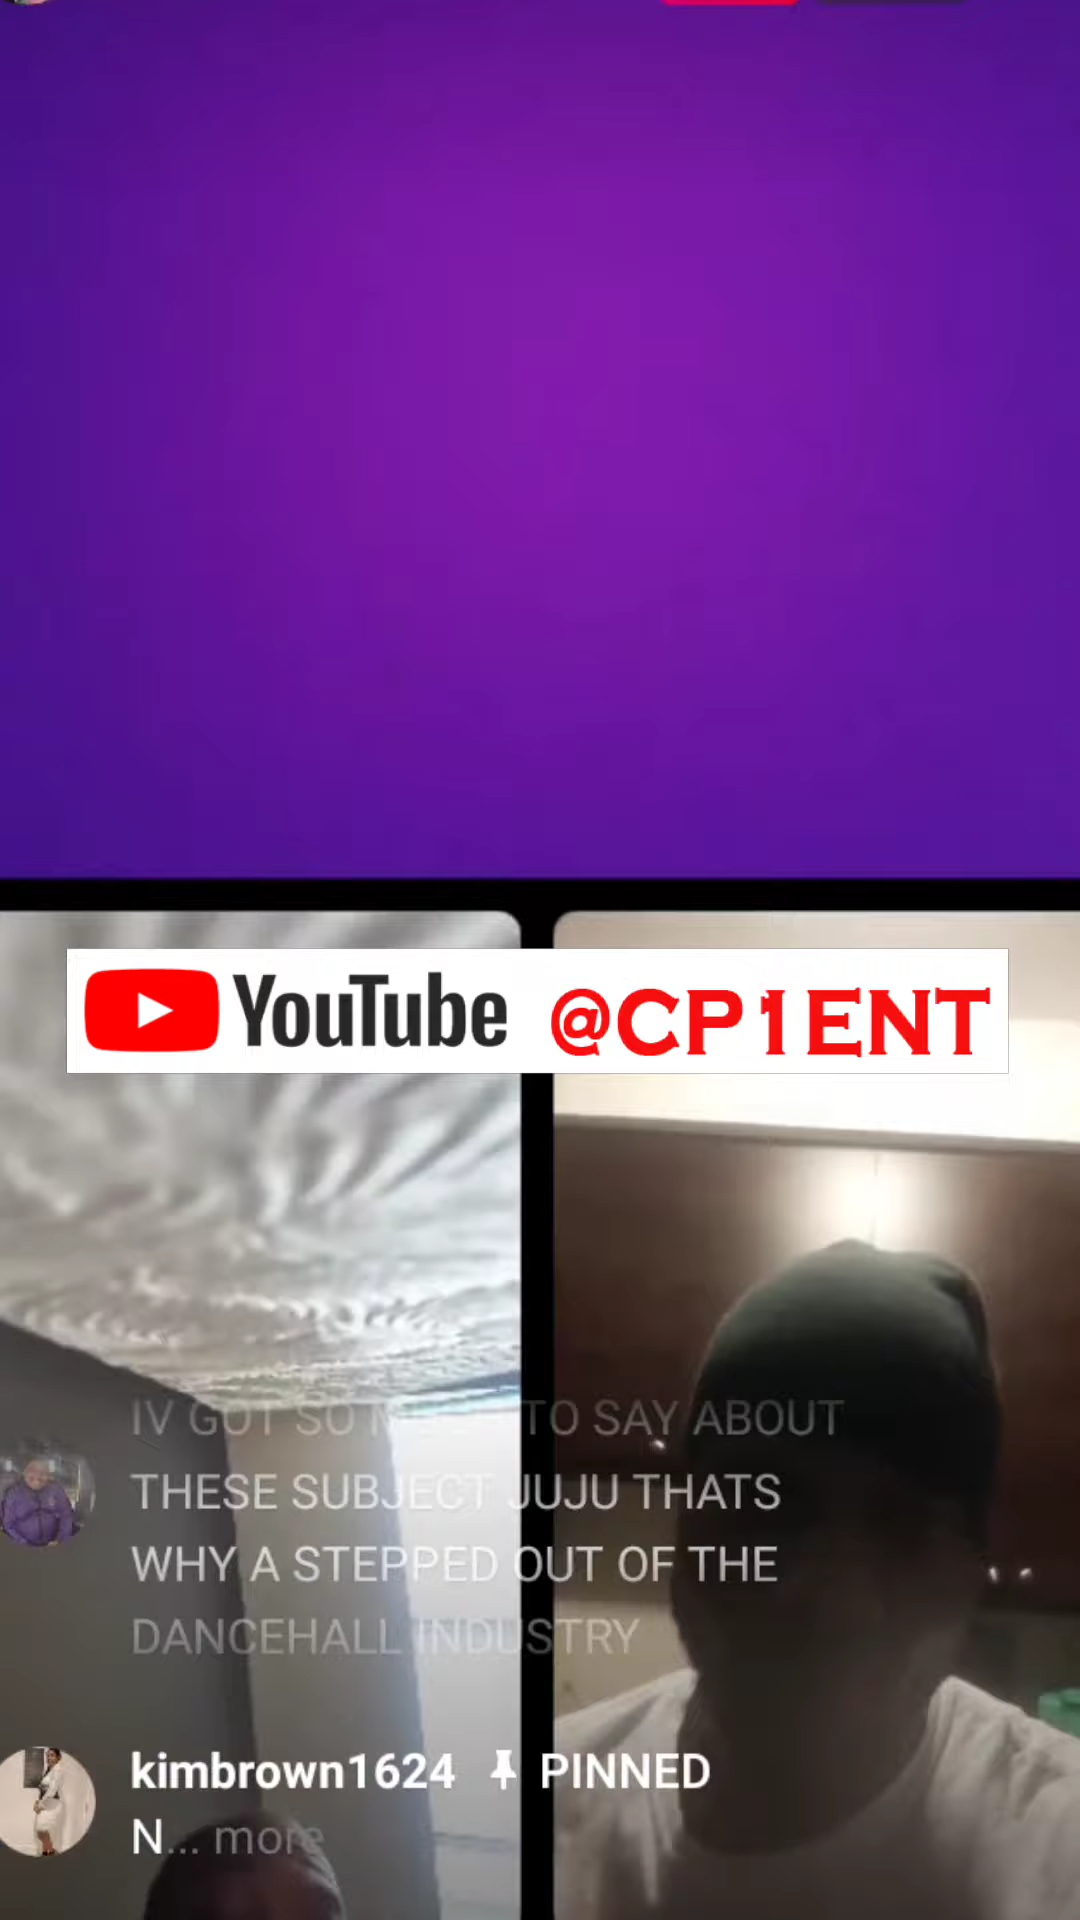 YouTube @CP1ENT
IV GOT SO TO SAY ABOUT
THESE SUBJECT JUJU THATS
WHY A STEPPED OUT OF THE
DANCEHALL INDUSTRY
kimbrown1624 PINNED
N... more